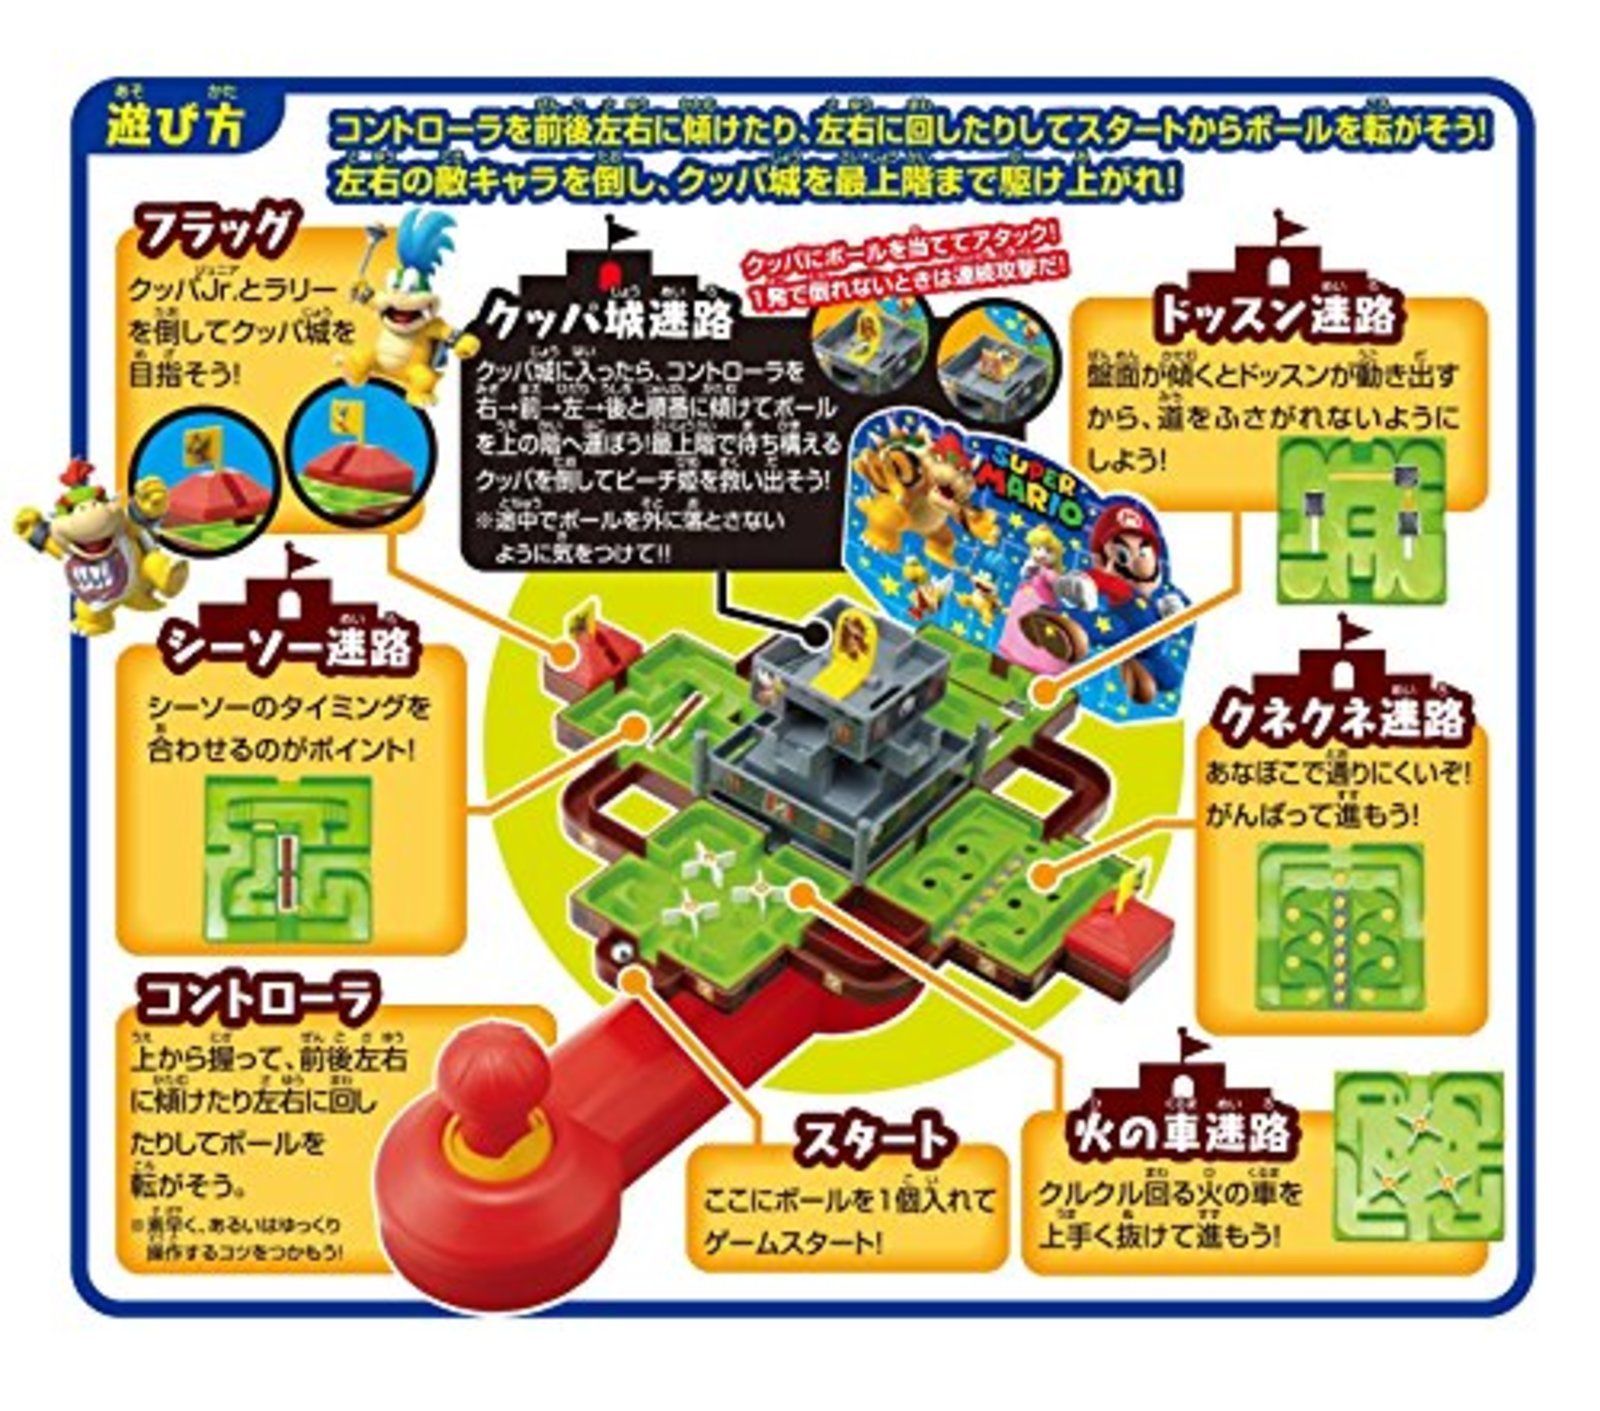 遊び方
コントローラを前後左右に傾けたり、左右に回したりしてスタートからボールを転がそう!
左右の敵キャラを倒し、クッパ城を最上階まで駆け上がれ!
フラッグ
クッパJr.とラリー
を倒してクッパ城を
目指そう!
クッパ城迷路
クッパにボールを当ててアタック!
1発で倒れないときは連続攻撃だ!
クッパ城に入ったら、コントローラを
右→前→左→後と順番に傾けてボール
を上の階へ運ぼう!最上階で待ち構える
クッパを倒してピーチ姫を救い出そう!
※途中でボールを外に落とさない
ように気をつけて!!
SUPER
MARIO
ドッスン迷路
盤面が傾くとドッスンが動き出す
から、道をふさがれないように
しよう!
シーソー迷路
シーソーのタイミングを
合わせるのがポイント!
クネクネ迷路
あなぼこで通りにくいぞ!
がんばって進もう!
コントローラ
上から握って、前後左右
に傾けたり左右に回し
たりしてボールを
転がそう。
※素早く、あるいはゆっくり
操作するコツをつかもう!
スタート
ここにボールを1個入れて
ゲームスタート!
火の車迷路
クルクル回る火の車を
上手く抜けて進もう!